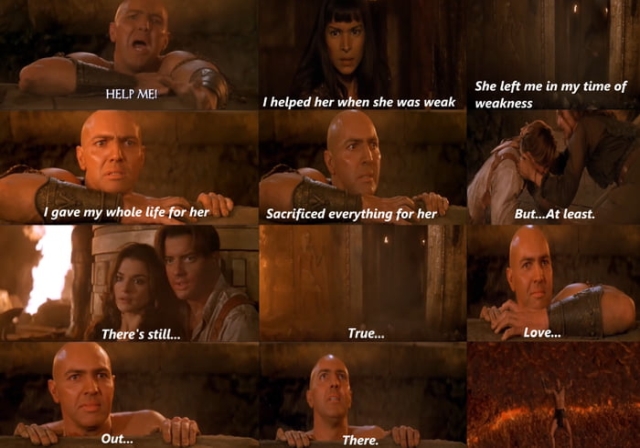 HELP ME!
I helped her when she was weak
She left me in my time of
weakness
I gave my whole life for her
Sacrificed everything for her
But...At least.
There's still...
True...
Love...
Out...
There.